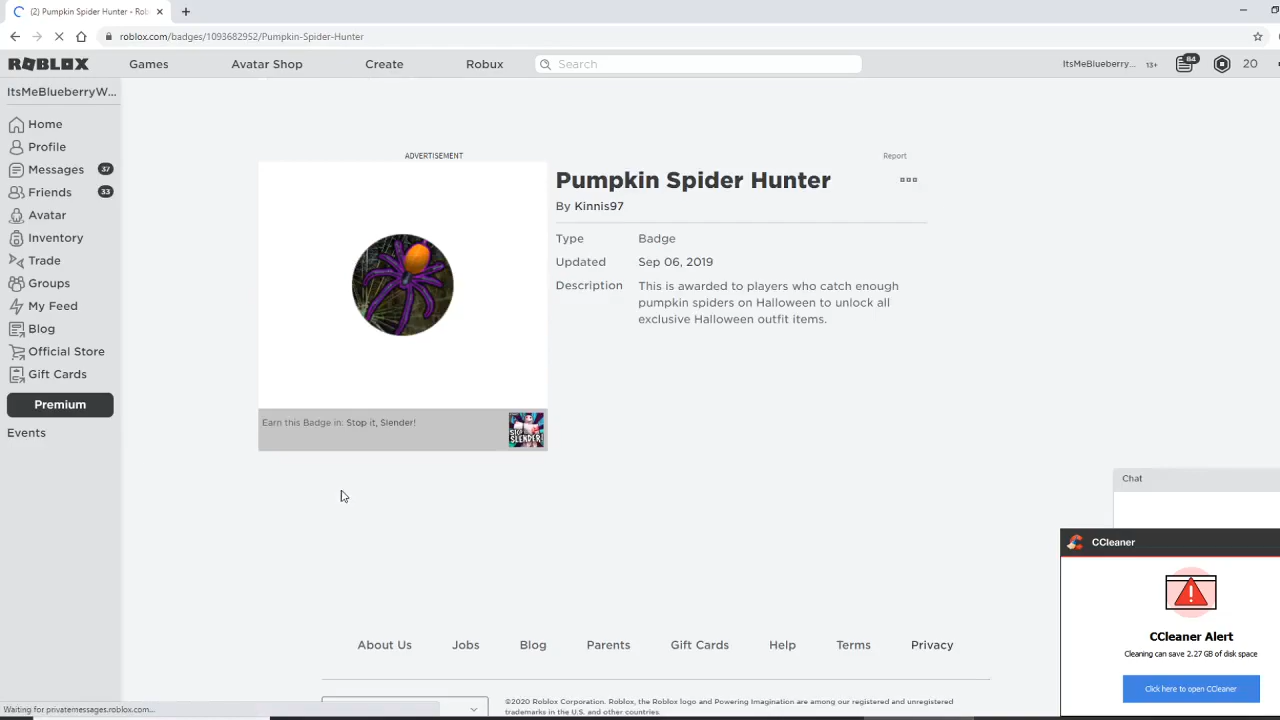 (2) Pumpkin Spider Hunter - Rob
roblox.com/badges/1093682952/Pumpkin-Spider-Hunter
ROBLOX
Games
Avatar Shop
Create
Robux
Search
ItsMeBlueberryW...
13+
84
20
ItsMeBlueberryW...
Home
Profile
Messages 37
Friends 33
Avatar
Inventory
Trade
Groups
My Feed
Blog
Official Store
Gift Cards
Premium
Events
ADVERTISEMENT
Report
Pumpkin Spider Hunter
By Kinnis97
Type Badge
Updated Sep 06, 2019
Description This is awarded to players who catch enough
pumpkin spiders on Halloween to unlock all
exclusive Halloween outfit items.
Earn this Badge in: Stop it, Slender!
STOP IT
SLENDER!
Chat
CCleaner
CCleaner Alert
Cleaning can save 2.27 GB of disk space
Click here to open CCleaner
About Us
Jobs
Blog
Parents
Gift Cards
Help
Terms
Privacy
©2020 Roblox Corporation. Roblox, the Roblox logo and Powering Imagination are among our registered and unregistered
trademarks in the U.S. and other countries.
Waiting for privatemessages.roblox.com...